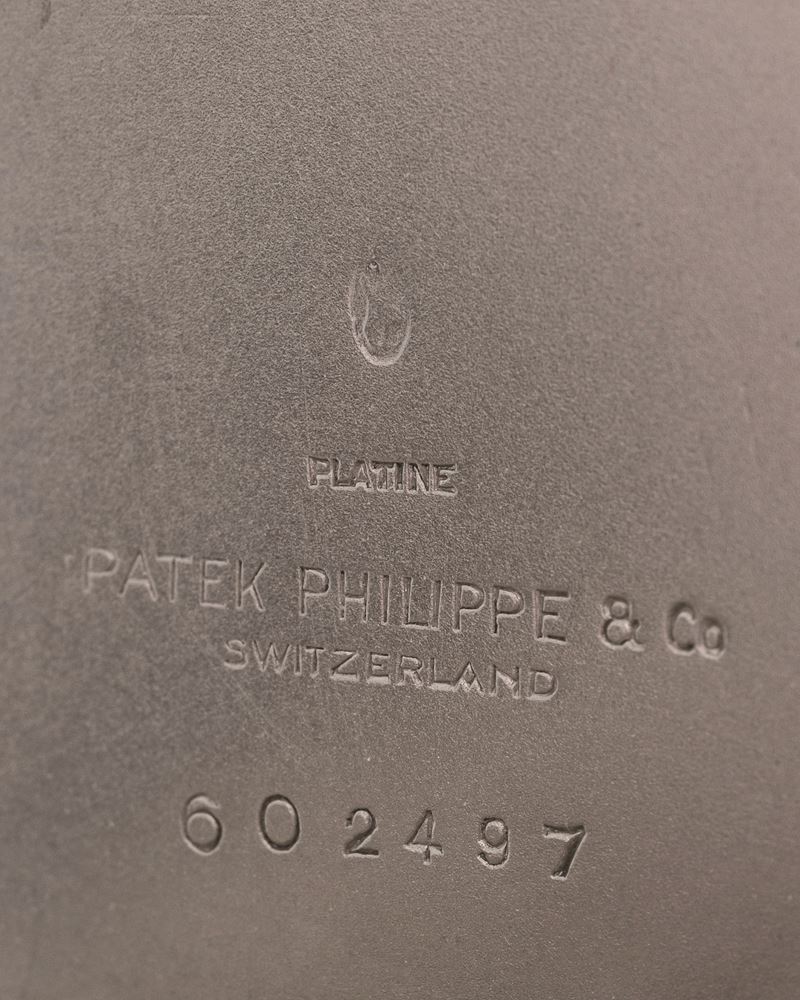 PLATINE
PATEK PHILIPPE & Co
SWITZERLAND
602497